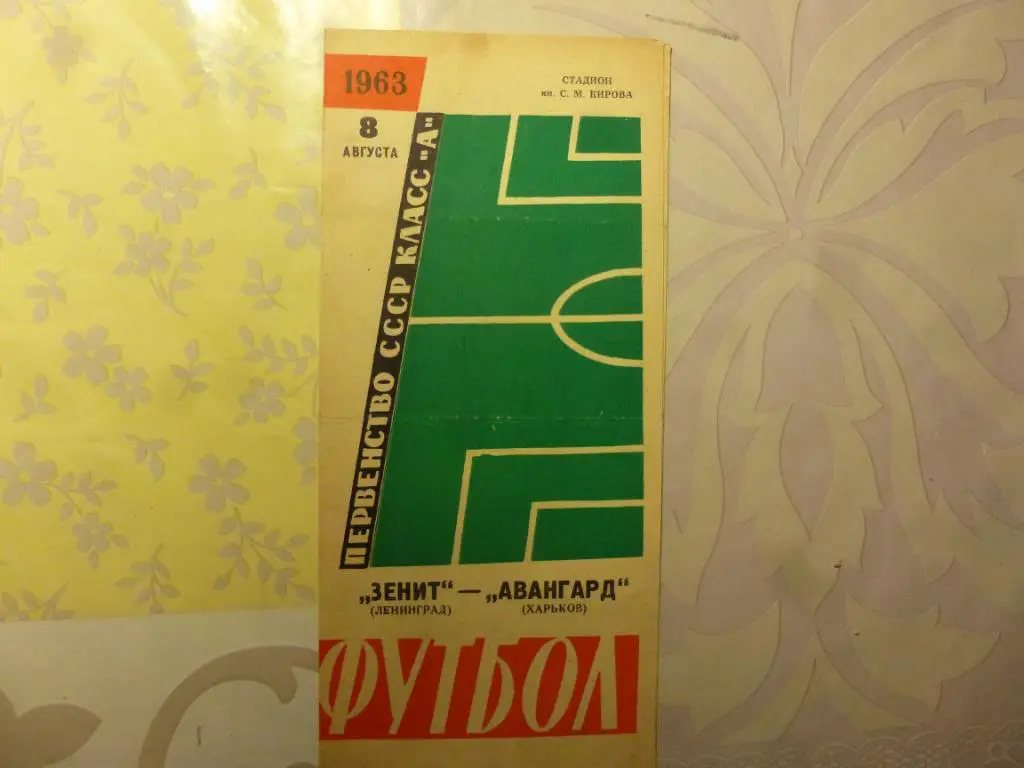 1963
СТАДИОН
им. С. М. КИРОВА
8
АВГУСТА
ПЕРВЕНСТВО СССР КЛАСС „А"
„ЗЕНИТ“ — „АВАНГАРД“
(ЛЕНИНГРАД) (ХАРЬКОВ)
ФУТБОЛ